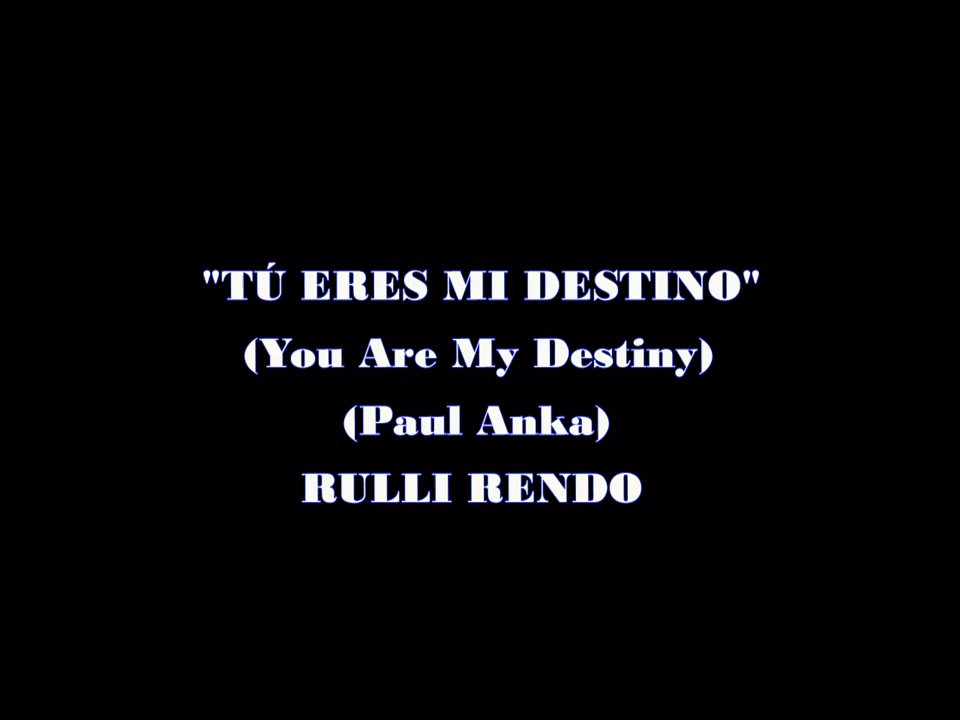 "TÚ ERES MI DESTINO"
(You Are My Destiny)
(Paul Anka)
RULLI RENDO